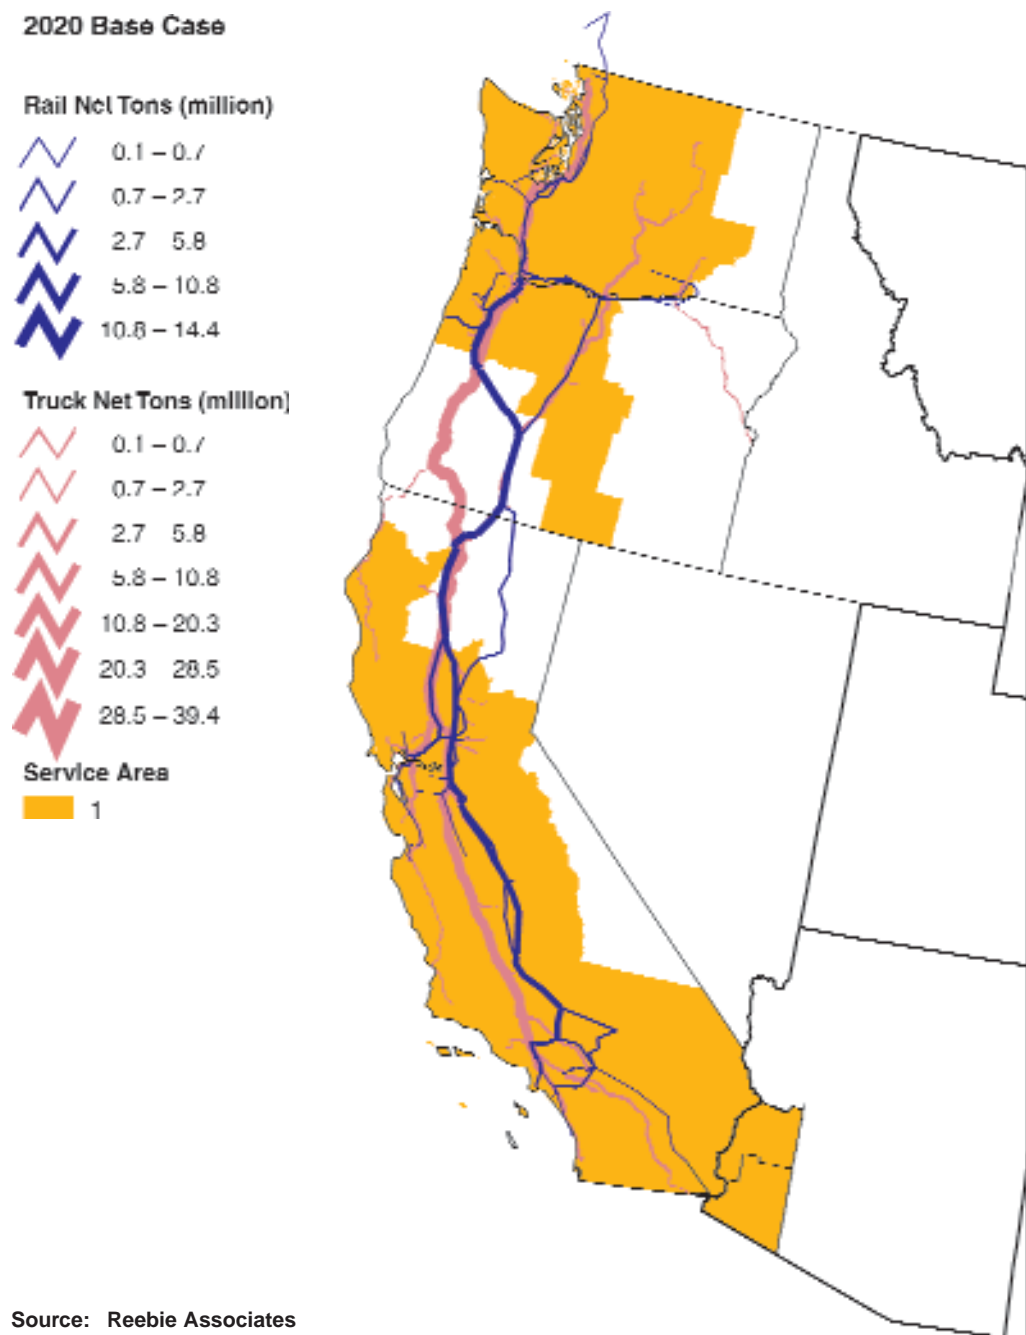 2020 Base Case
Rail Net Tons (million)
0.1 – 0.7
0.7 – 2.7
2.7 5.8
5.8 – 10.8
10.8 – 14.4
Truck Net Tons (million)
0.1 – 0.7
0.7 – 2.7
2.7 5.8
5.8 – 10.8
10.8 – 20.3
20.3 28.5
28.5 – 39.4
Service Area
1
Source: Reebie Associates